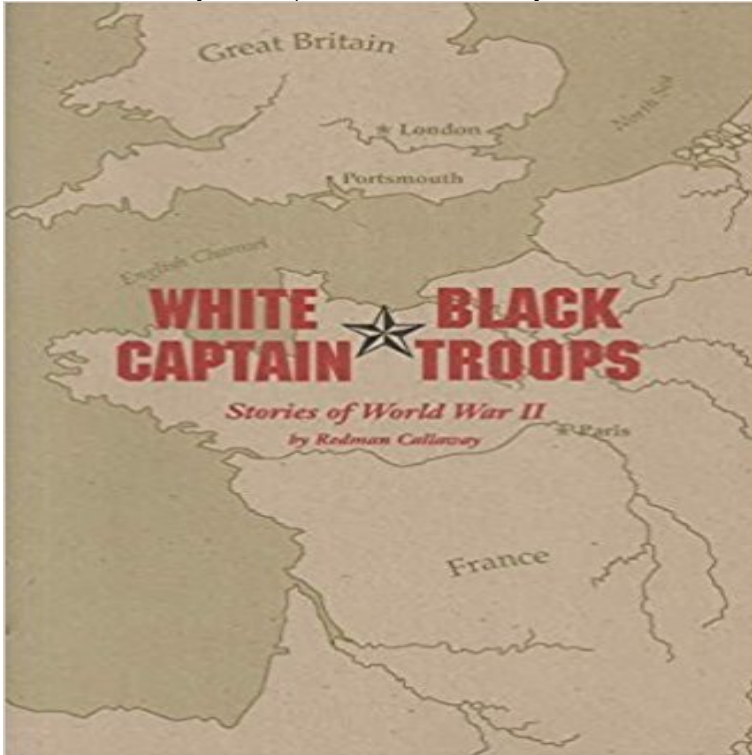 Great Britain
North Sea
London
Portsmouth
English Channel
WHITE BLACK
CAPTAIN TROOPS
Stories of World War II
by Redman Callaway
Paris
France